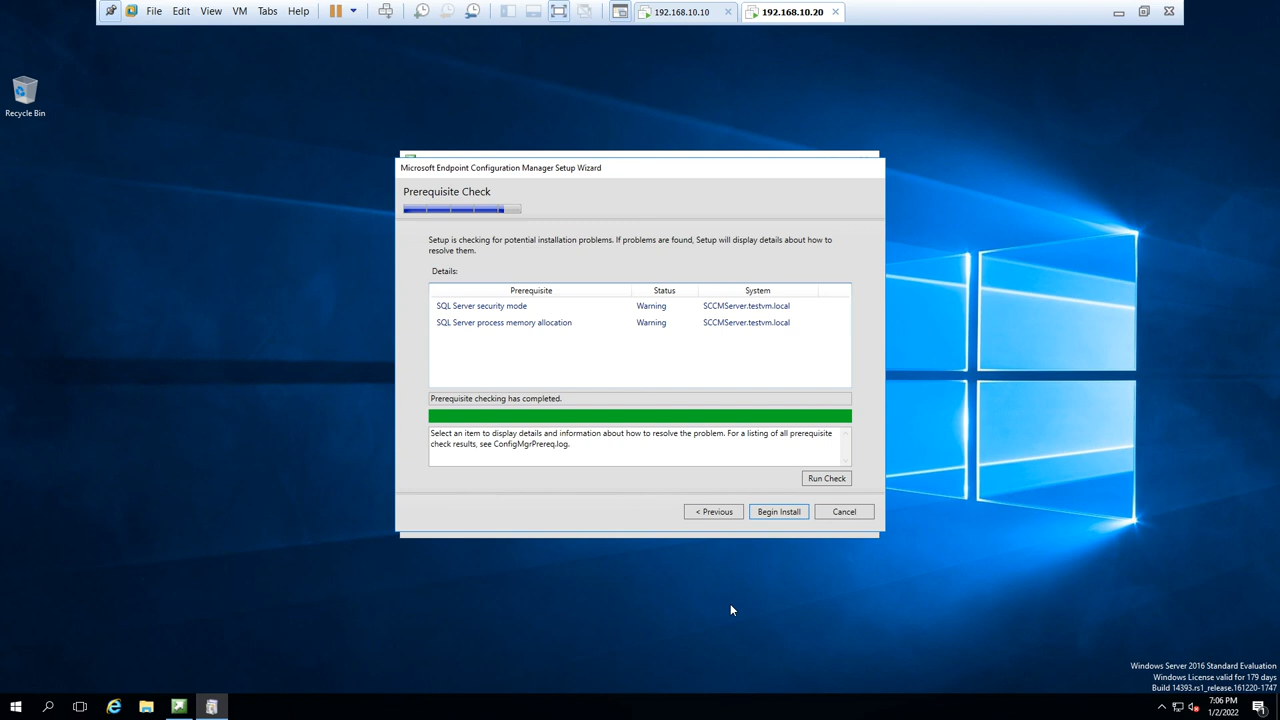 File Edit View VM Tabs Help 192.168.10.10 192.168.10.20
Recycle Bin
Microsoft Endpoint Configuration Manager Setup Wizard
Prerequisite Check
Setup is checking for potential installation problems. If problems are found, Setup will display details about how to
resolve them.
Details:
Prerequisite Status System
SQL Server security mode Warning SCCMServer.testvm.local
SQL Server process memory allocation Warning SCCMServer.testvm.local
Prerequisite checking has completed.
Select an item to display details and information about how to resolve the problem. For a listing of all prerequisite
check results, see ConfigMgrPrereq.log.
Run Check
< Previous Begin Install Cancel
Windows Server 2016 Standard Evaluation
Windows License valid for 179 days
Build 14393.rs1_release.161220-1747
7:06 PM
1/2/2022
1